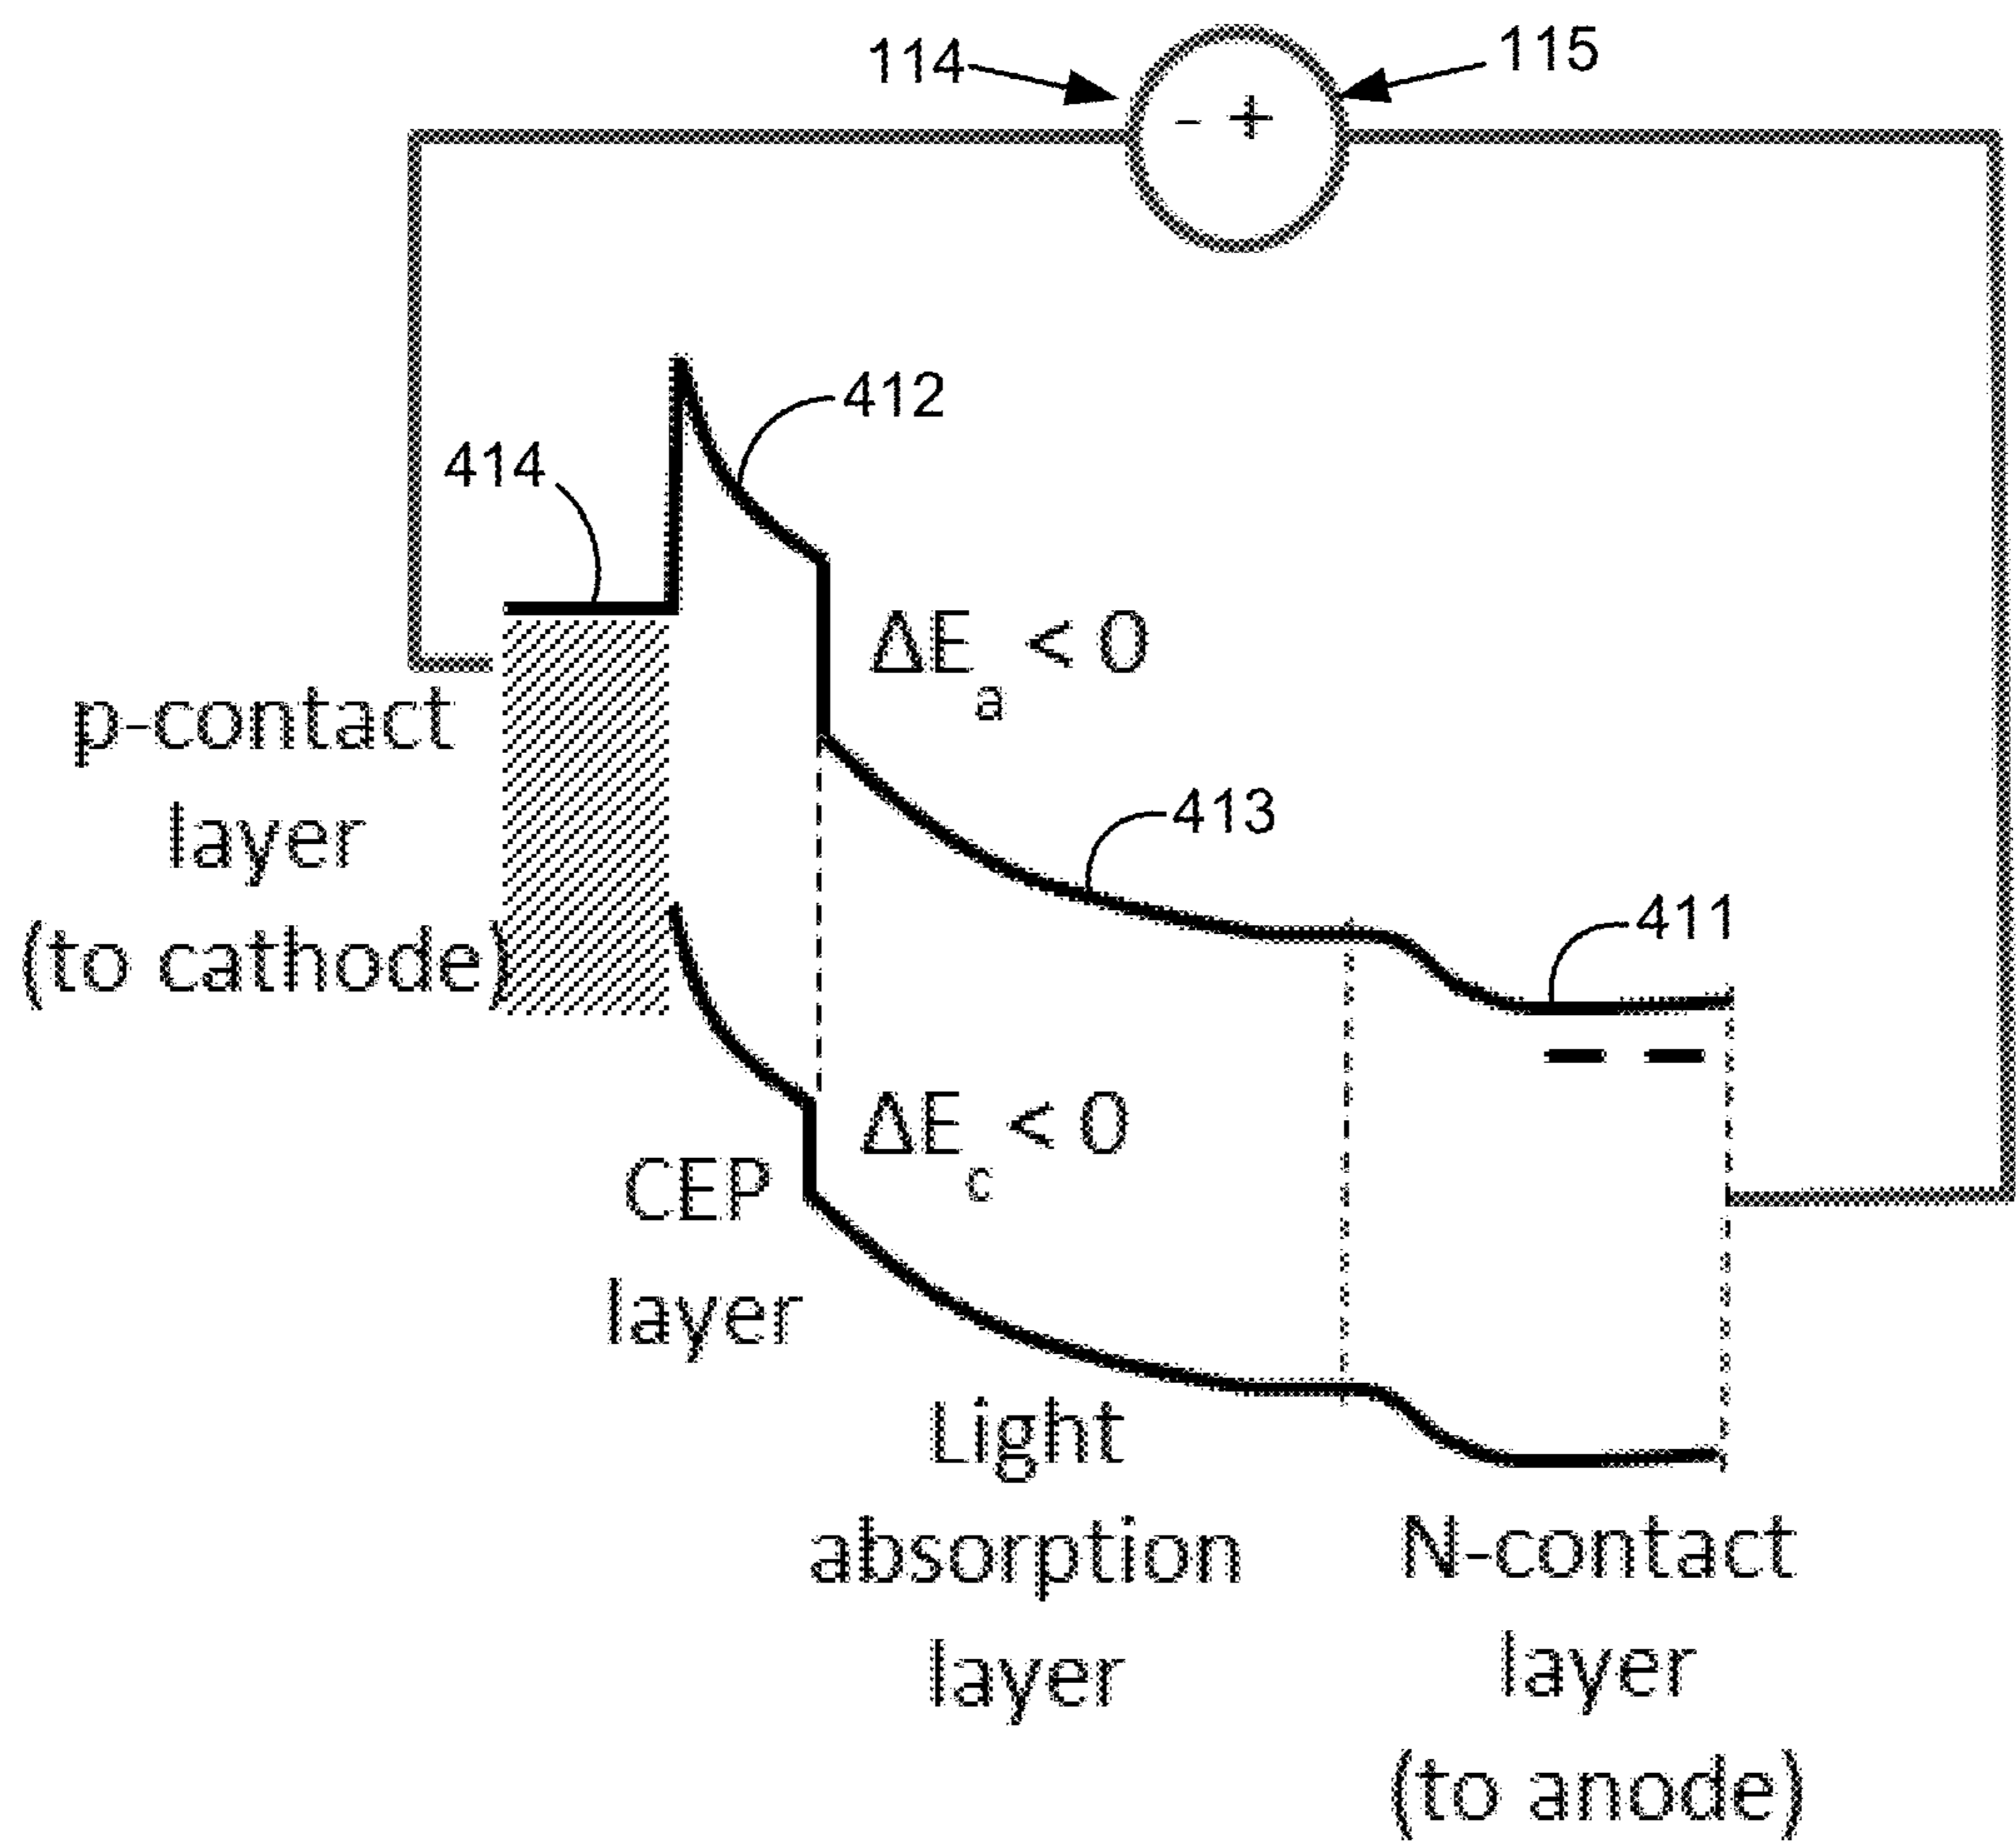 114
115
- +
412
414
ΔEa < 0
p-contact
layer
(to cathode)
413
411
ΔEc < 0
CEP
layer
Light
absorption
layer
N-contact
layer
(to anode)